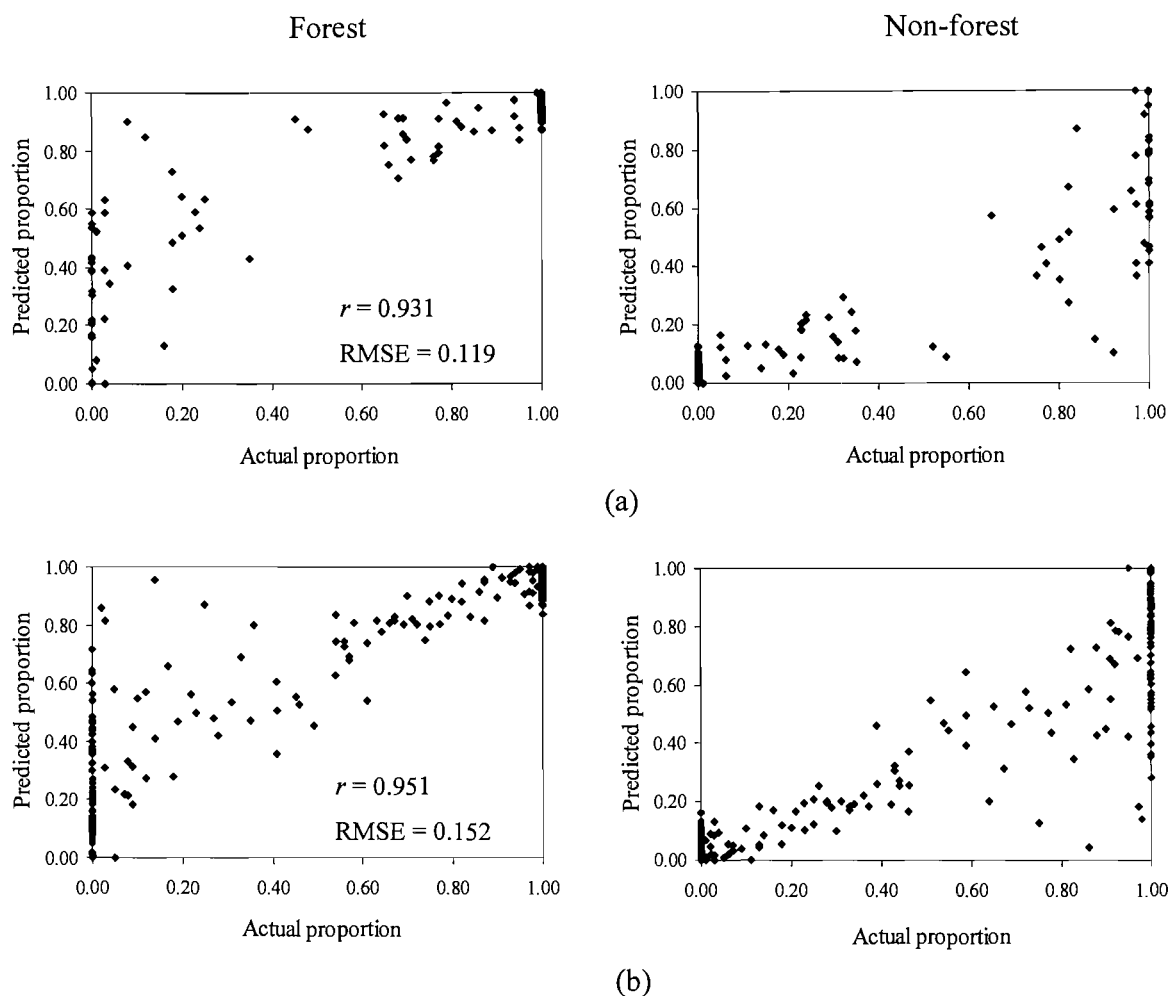 Forest
Non-forest
1.00
0.80
0.60
0.40
0.20
0.00
Predicted proportion
r = 0.931
RMSE = 0.119
0.00 0.20 0.40 0.60 0.80 1.00
Actual proportion
1.00
0.80
0.60
0.40
0.20
0.00
Predicted proportion
0.00 0.20 0.40 0.60 0.80 1.00
Actual proportion
(a)
1.00
0.80
0.60
0.40
0.20
0.00
Predicted proportion
r = 0.951
RMSE = 0.152
0.00 0.20 0.40 0.60 0.80 1.00
Actual proportion
1.00
0.80
0.60
0.40
0.20
0.00
Predicted proportion
0.00 0.20 0.40 0.60 0.80 1.00
Actual proportion
(b)